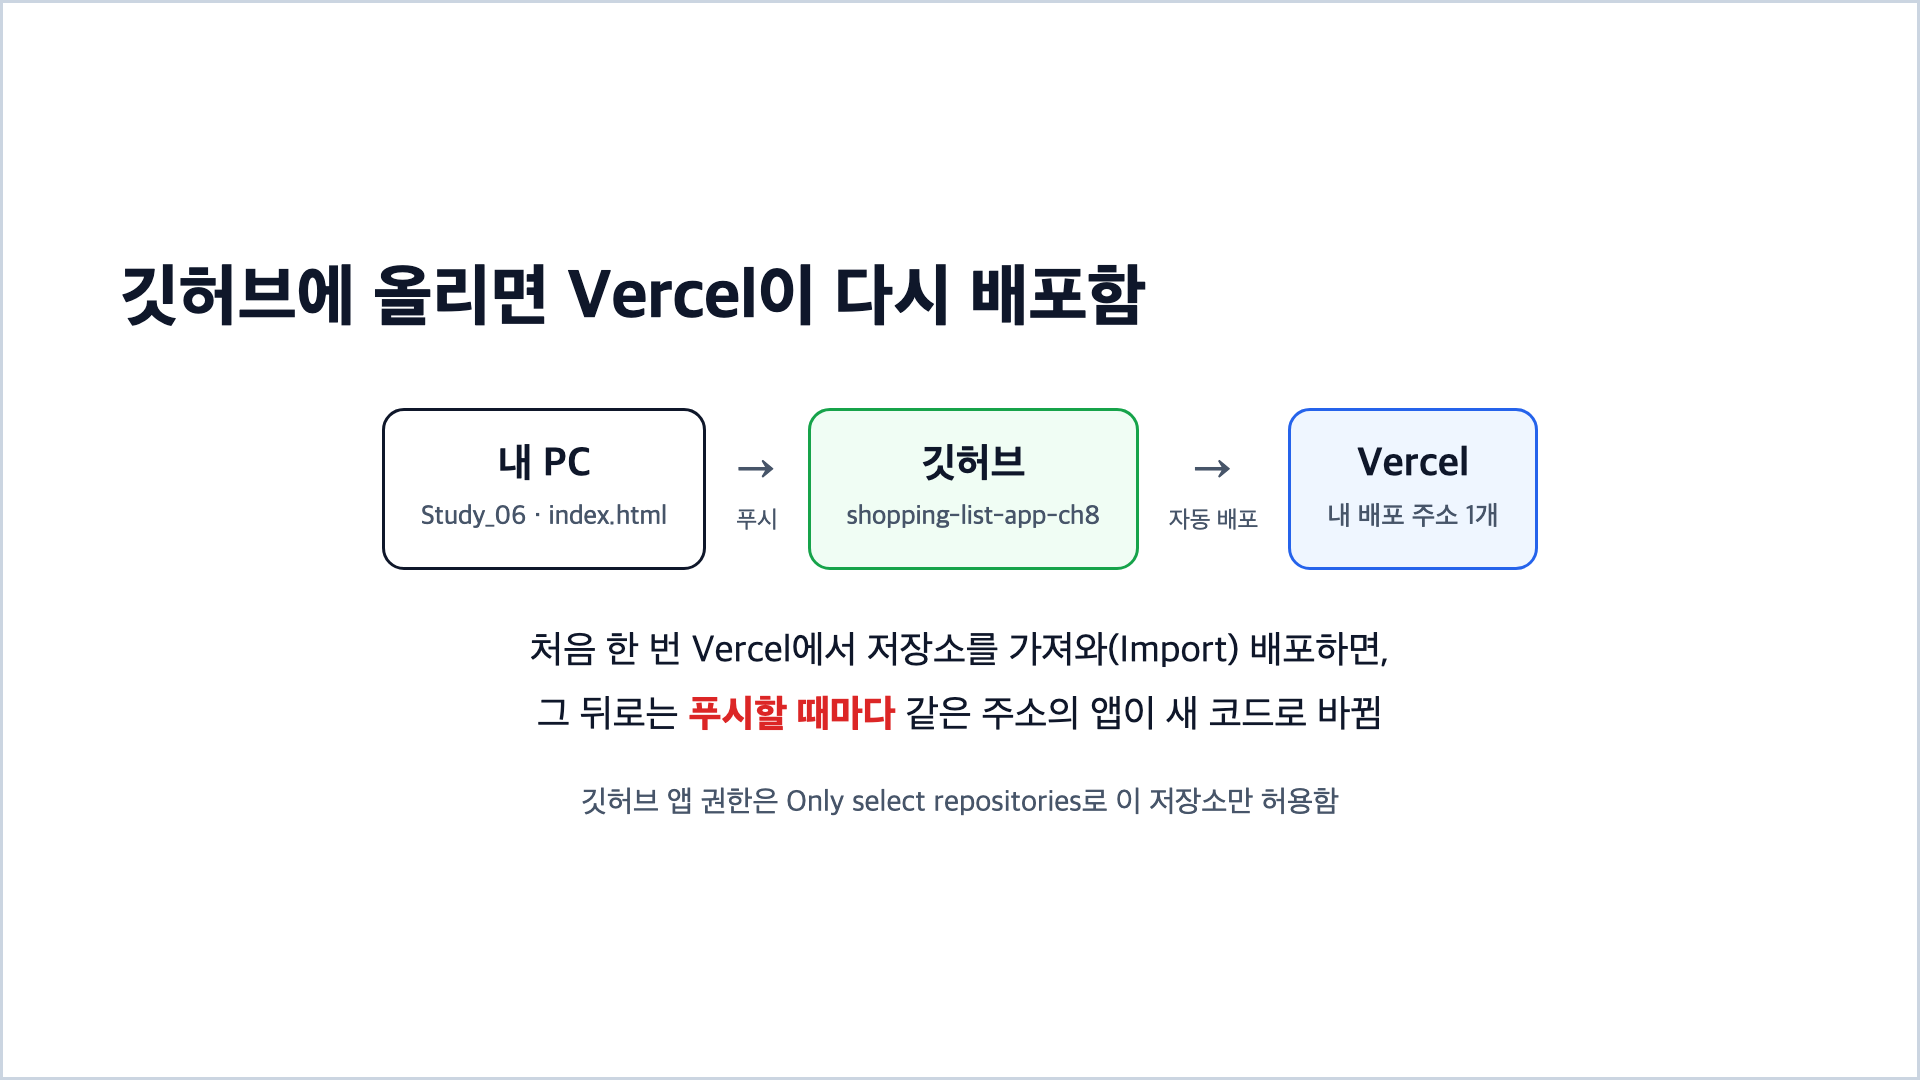 깃허브에 올리면 Vercel이 다시 배포함
내 PC
Study_06 · index.html
→
푸시
깃허브
shopping-list-app-ch8
→
자동 배포
Vercel
내 배포 주소 1개
처음 한 번 Vercel에서 저장소를 가져와(Import) 배포하면,
그 뒤로는 푸시할 때마다 같은 주소의 앱이 새 코드로 바뀜
깃허브 앱 권한은 Only select repositories로 이 저장소만 허용함